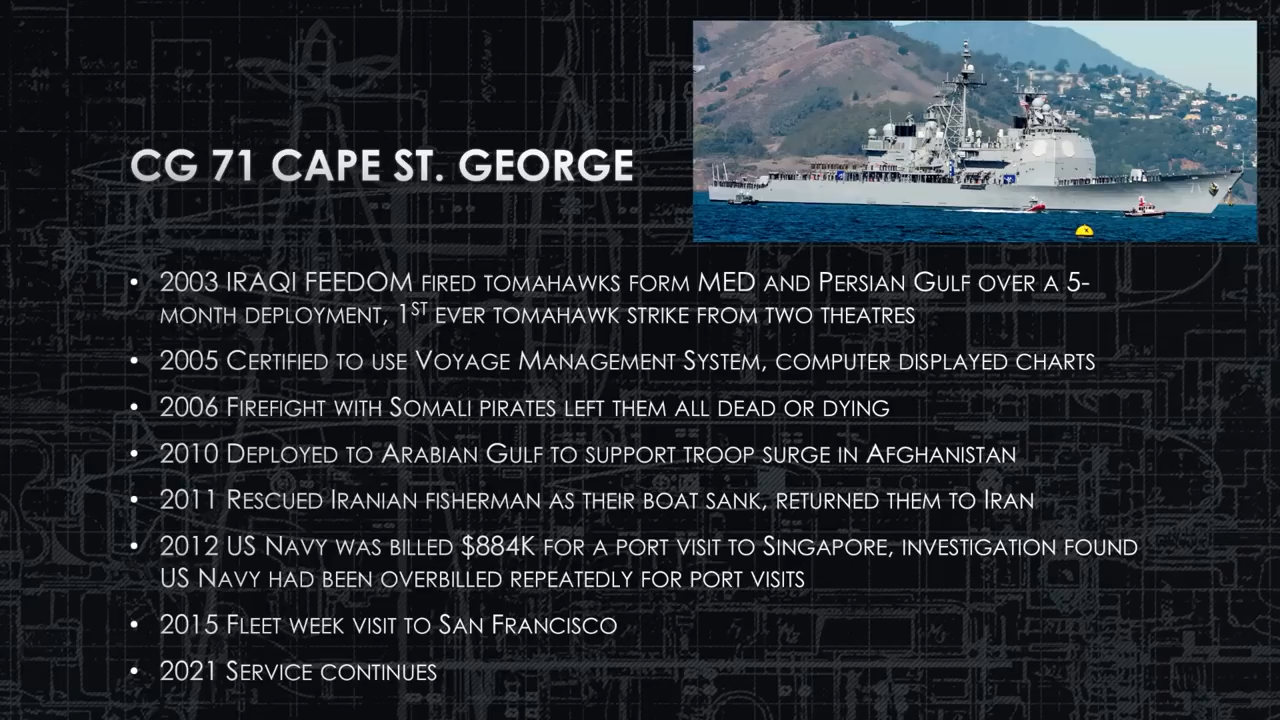 CG 71 CAPE ST. GEORGE
• 2003 IRAQI FEEDOM FIRED TOMAHAWKS FORM MED AND PERSIAN GULF OVER A 5-
MONTH DEPLOYMENT, 1ST EVER TOMAHAWK STRIKE FROM TWO THEATRES
• 2005 CERTIFIED TO USE VOYAGE MANAGEMENT SYSTEM, COMPUTER DISPLAYED CHARTS
• 2006 FIREFIGHT WITH SOMALI PIRATES LEFT THEM ALL DEAD OR DYING
• 2010 DEPLOYED TO ARABIAN GULF TO SUPPORT TROOP SURGE IN AFGHANISTAN
• 2011 RESCUED IRANIAN FISHERMAN AS THEIR BOAT SANK, RETURNED THEM TO IRAN
• 2012 US NAVY WAS BILLED $884K FOR A PORT VISIT TO SINGAPORE, INVESTIGATION FOUND
US NAVY HAD BEEN OVERBILLED REPEATEDLY FOR PORT VISITS
• 2015 FLEET WEEK VISIT TO SAN FRANCISCO
• 2021 SERVICE CONTINUES